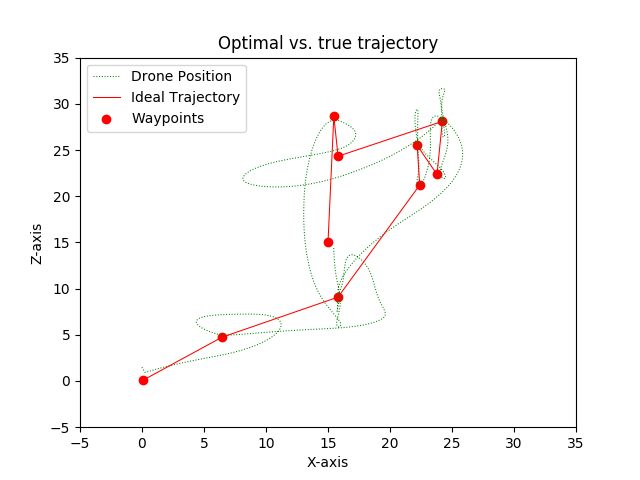 Optimal vs. true trajectory
Drone Position
Ideal Trajectory
Waypoints
35
30
25
20
15
10
5
0
−5
Z-axis
−5 0 5 10 15 20 25 30 35
X-axis